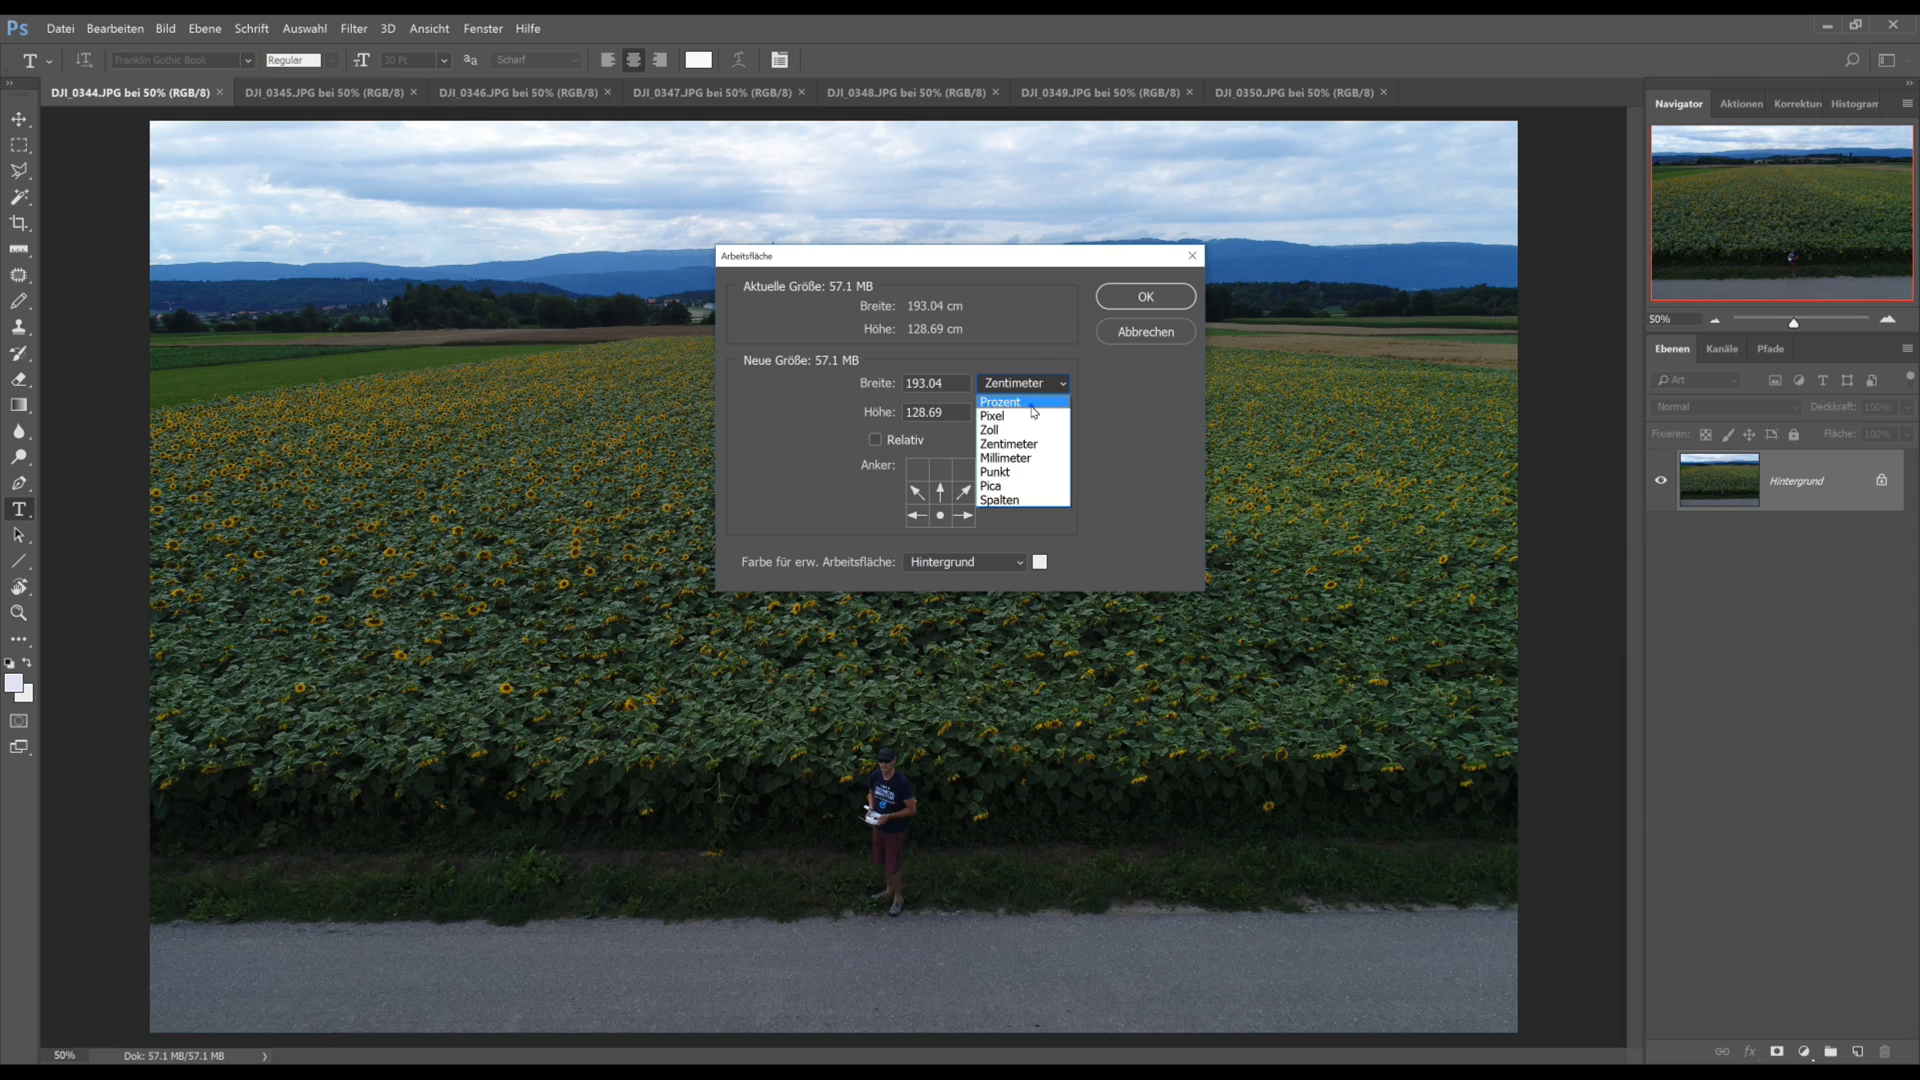 Ps Datei Bearbeiten Bild Ebene Schrift Auswahl Filter 3D Ansicht Fenster Hilfe
T Franklin Gothic Book Regular 30 Pt aa Scharf
DJI_0344.JPG bei 50% (RGB/8) DJI_0345.JPG bei 50% (RGB/8) DJI_0346.JPG bei 50% (RGB/8) DJI_0347.JPG bei 50% (RGB/8) DJI_0348.JPG bei 50% (RGB/8) DJI_0349.JPG bei 50% (RGB/8) DJI_0350.JPG bei 50% (RGB/8)
Navigator Aktionen Korrektur Histogram
50%
Ebenen Kanäle Pfade
Art
Normal Deckkraft: 100%
Fixieren: Fläche: 100%
Hintergrund
fx
Arbeitsfläche
Aktuelle Größe: 57.1 MB
Breite: 193.04 cm
Höhe: 128.69 cm
OK
Abbrechen
Neue Größe: 57.1 MB
Breite: 193.04 Zentimeter
Höhe: 128.69
Prozent
Pixel
Zoll
Zentimeter
Millimeter
Punkt
Pica
Spalten
Relativ
Anker:
Farbe für erw. Arbeitsfläche: Hintergrund
50% Dok: 57.1 MB/57.1 MB